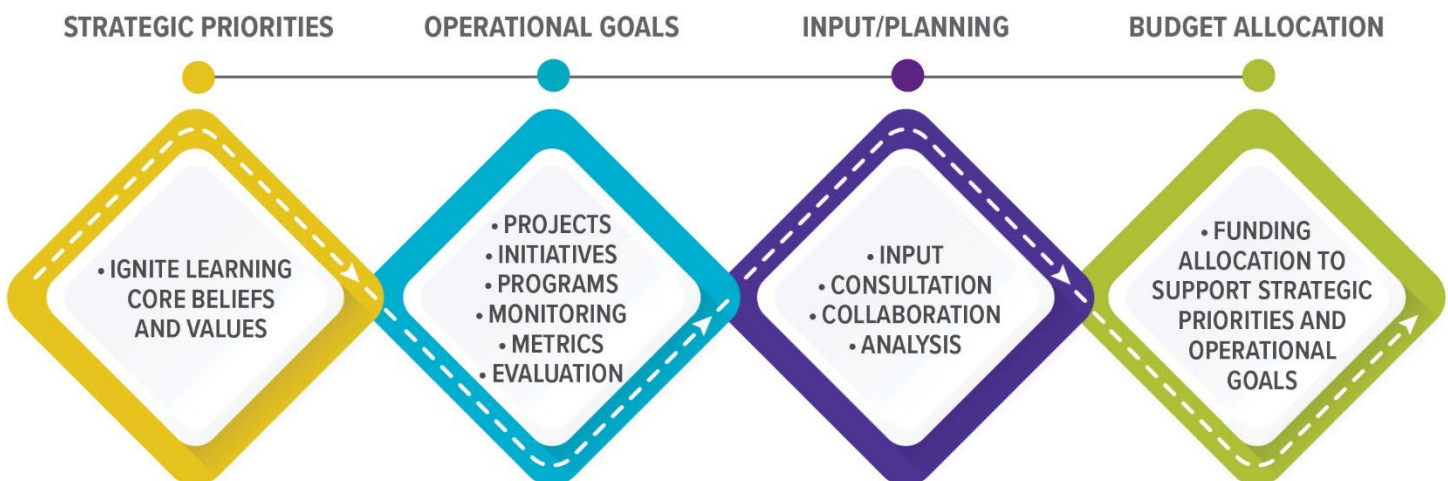 STRATEGIC PRIORITIES
OPERATIONAL GOALS
INPUT/PLANNING
BUDGET ALLOCATION
• IGNITE LEARNING
CORE BELIEFS
AND VALUES
• PROJECTS
• INITIATIVES
• PROGRAMS
• MONITORING
• METRICS
• EVALUATION
• INPUT
• CONSULTATION
• COLLABORATION
• ANALYSIS
• FUNDING
ALLOCATION TO
SUPPORT STRATEGIC
PRIORITIES AND
OPERATIONAL
GOALS